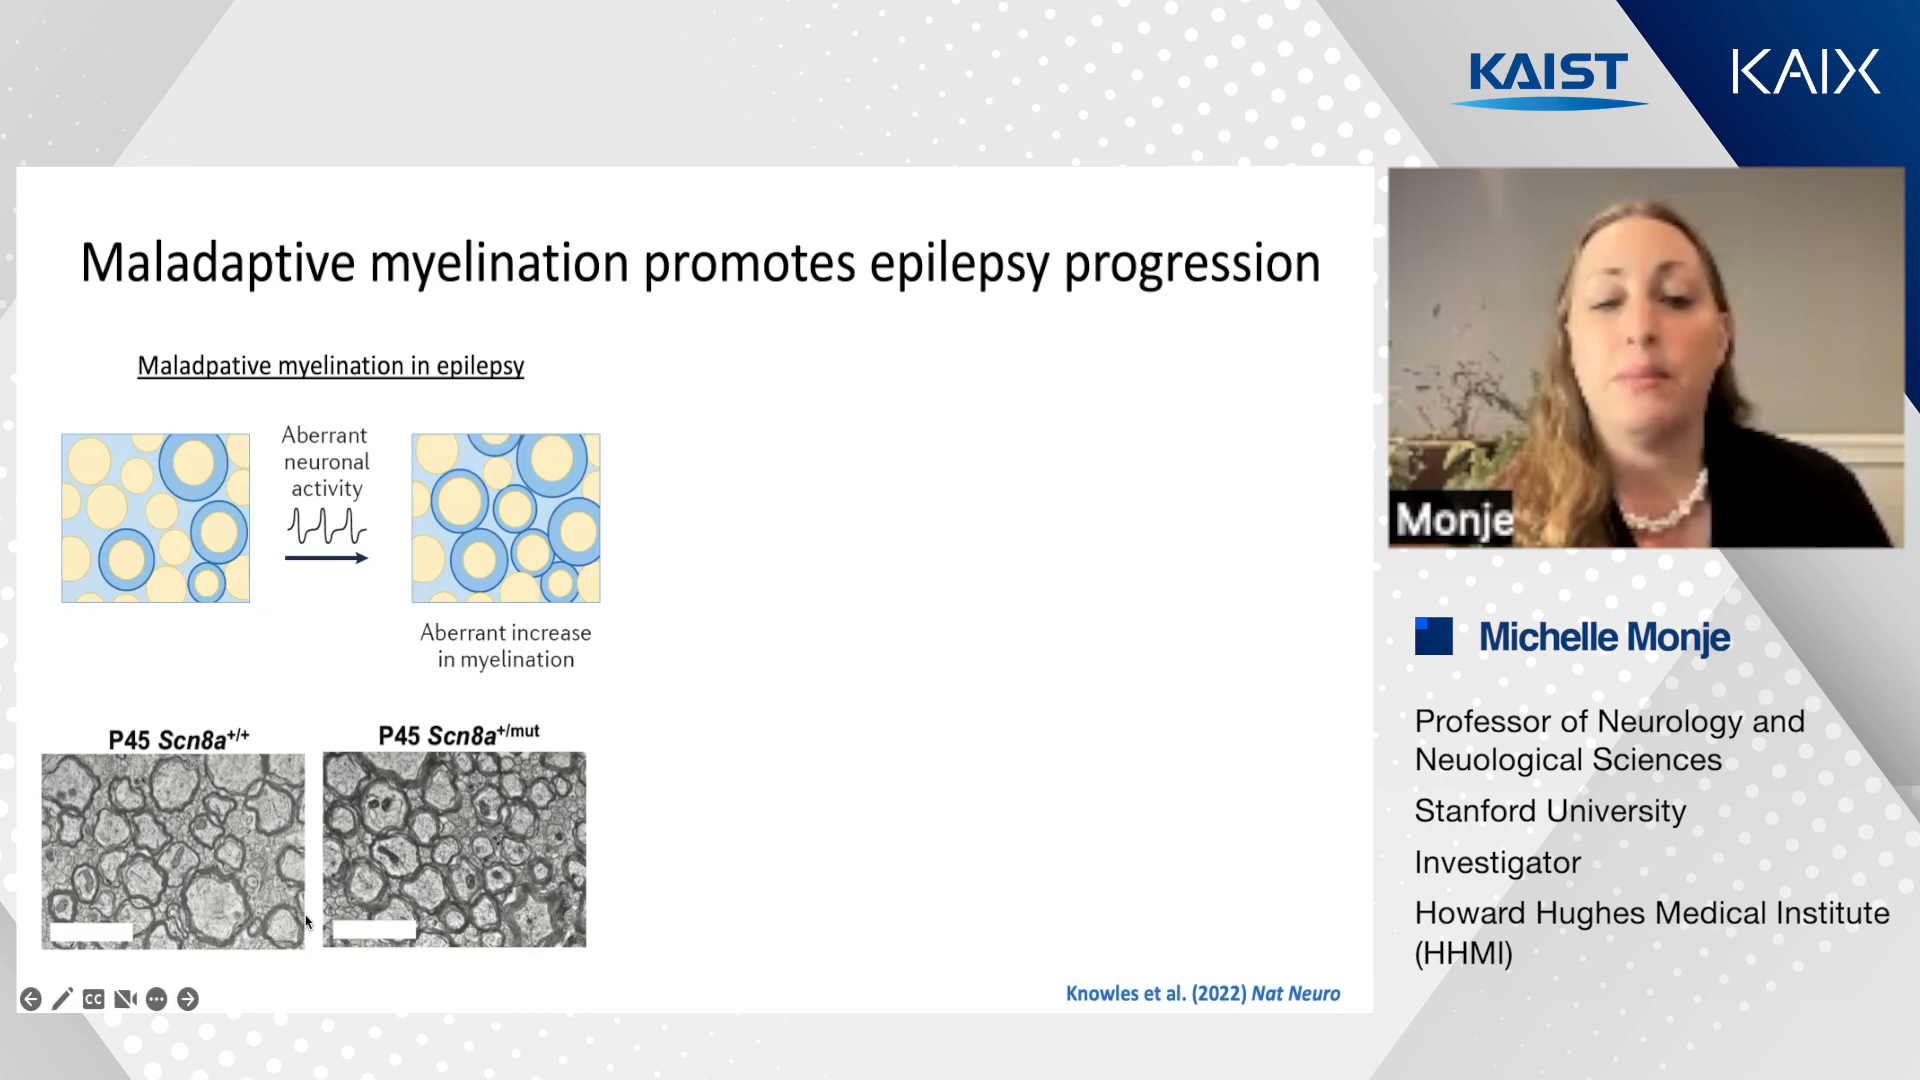 KAIST
KAIX
Maladaptive myelination promotes epilepsy progression
Maladpative myelination in epilepsy
Aberrant
neuronal
activity
Aberrant increase
in myelination
P45 Scn8a+/+
P45 Scn8a+/mut
Knowles et al. (2022) Nat Neuro
CC
Monje
Michelle Monje
Professor of Neurology and
Neuological Sciences
Stanford University
Investigator
Howard Hughes Medical Institute
(HHMI)